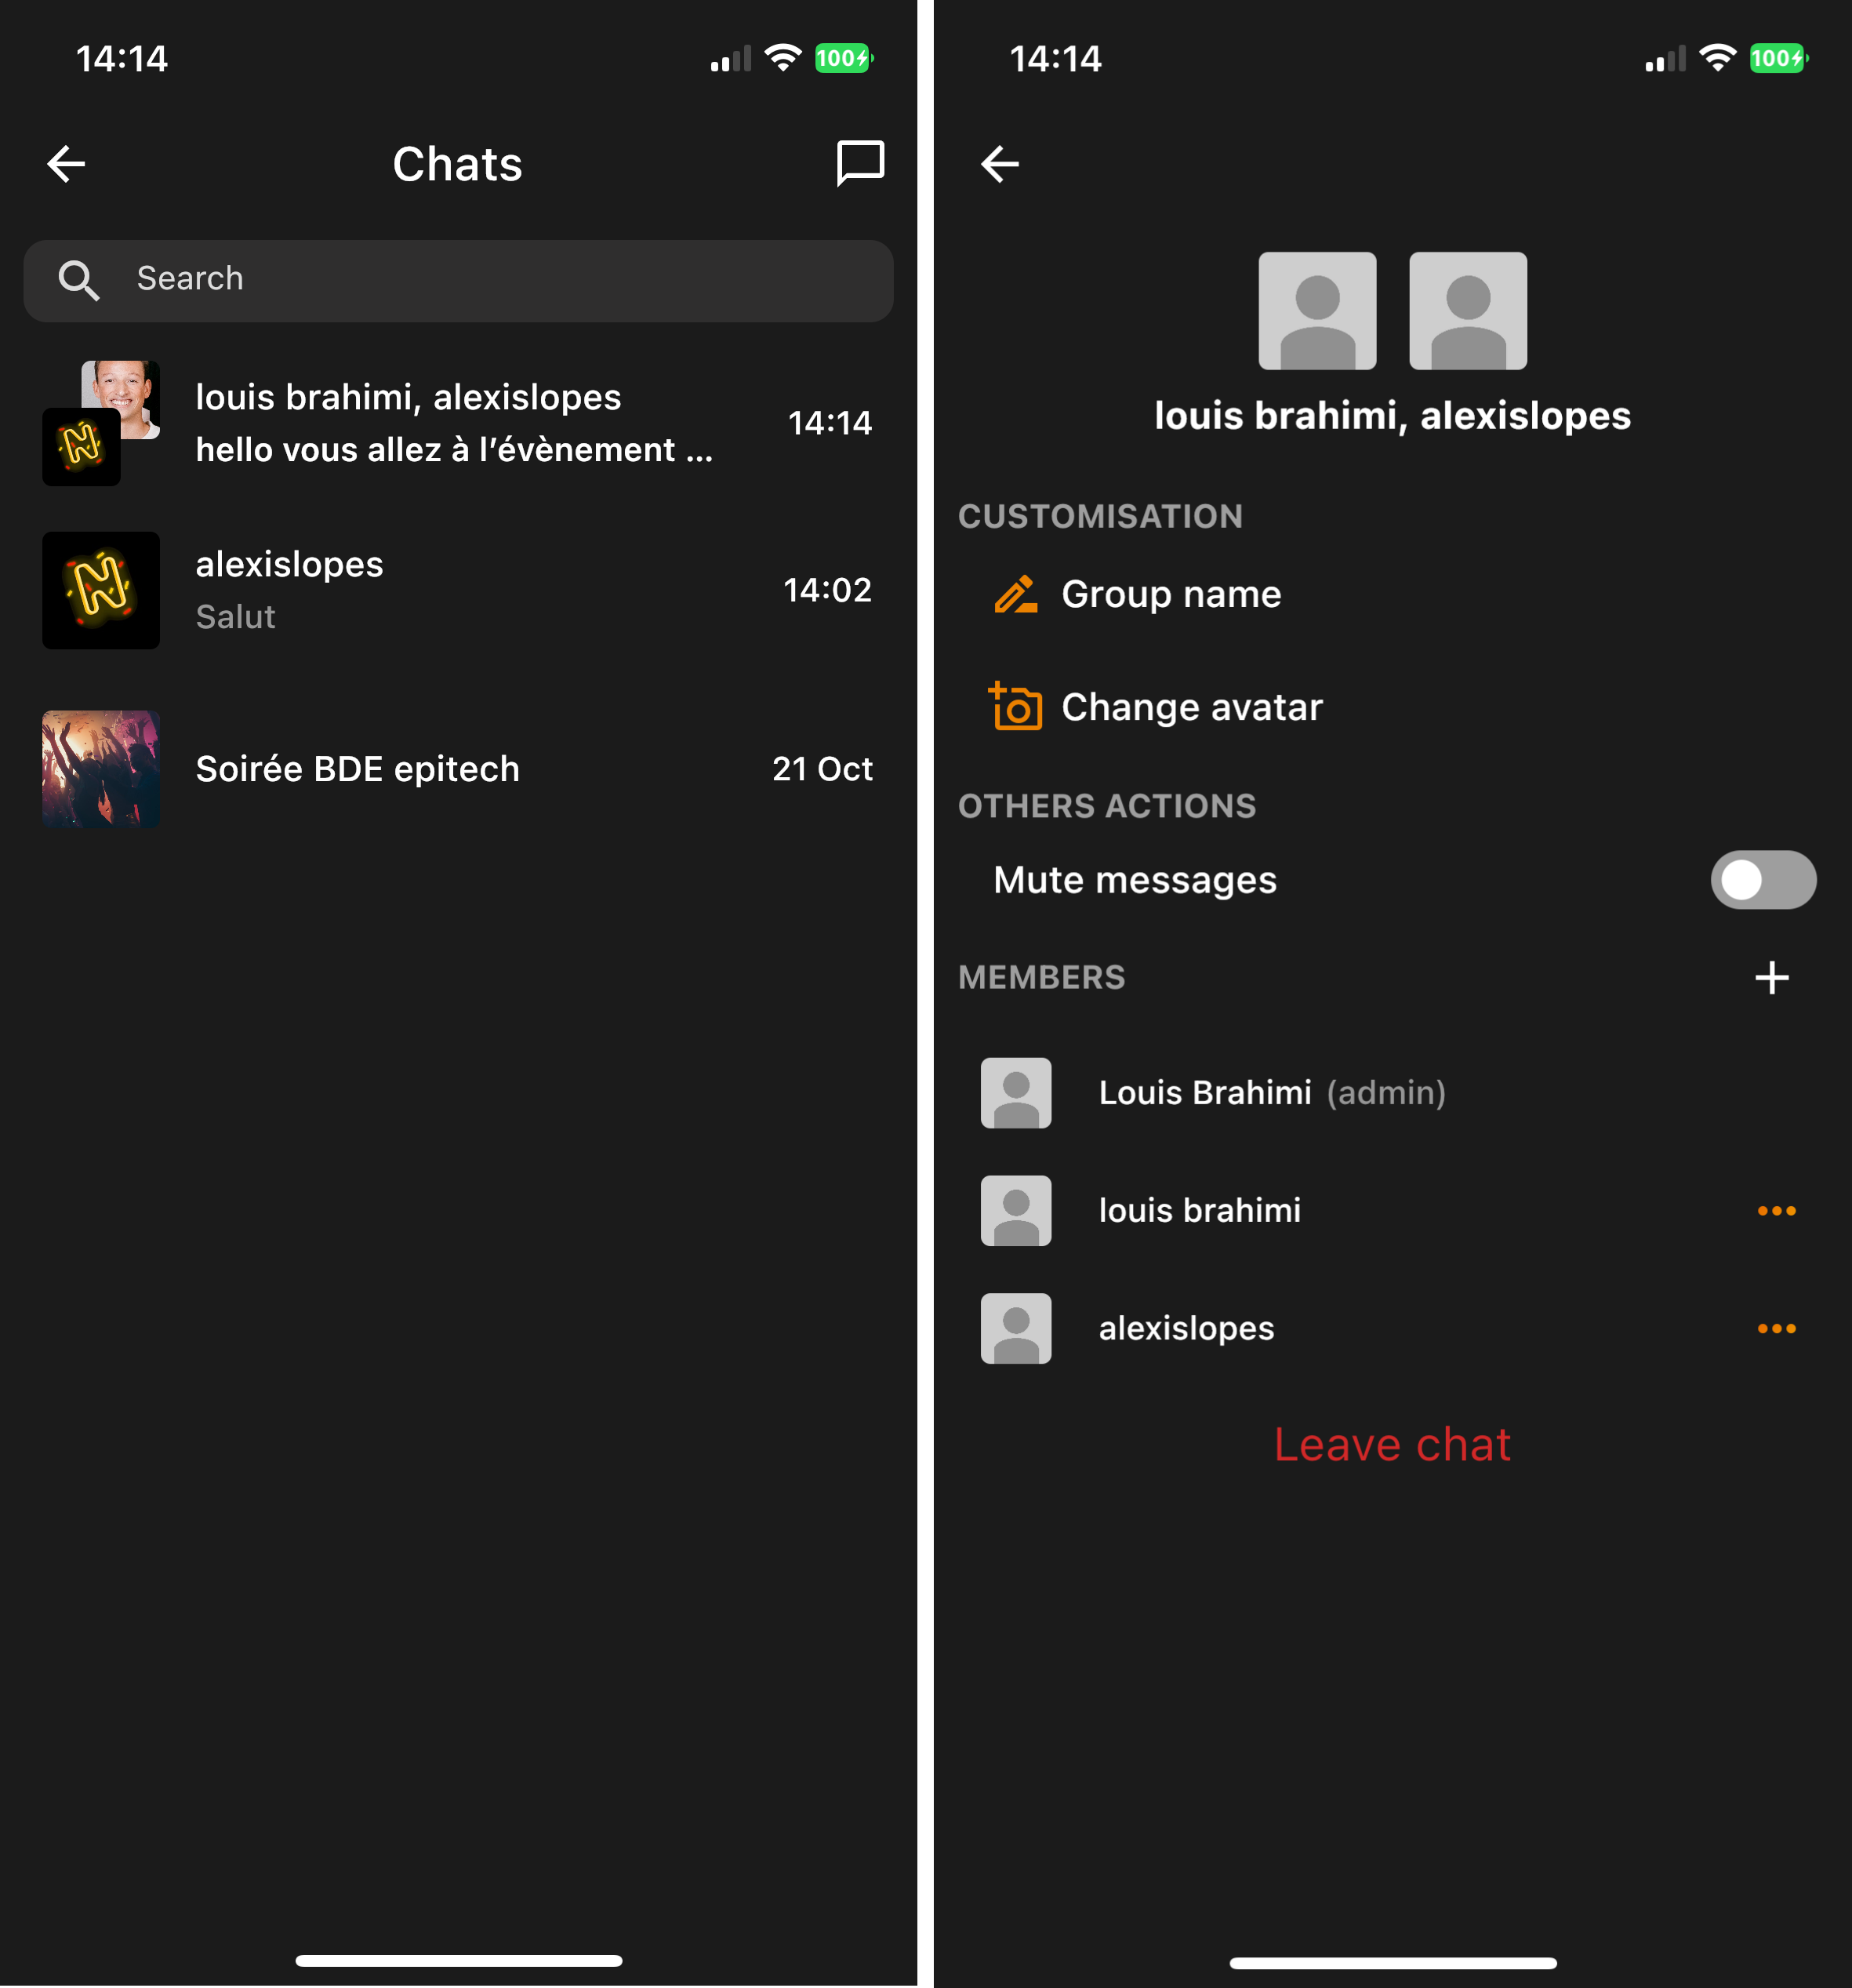 14:14
100
Chats
Search
louis brahimi, alexislopes
hello vous allez à l’évènement ...
14:14
alexislopes
Salut
14:02
Soirée BDE epitech
21 Oct
14:14
100
louis brahimi, alexislopes
CUSTOMISATION
Group name
Change avatar
OTHERS ACTIONS
Mute messages
MEMBERS
Louis Brahimi (admin)
louis brahimi
alexislopes
Leave chat